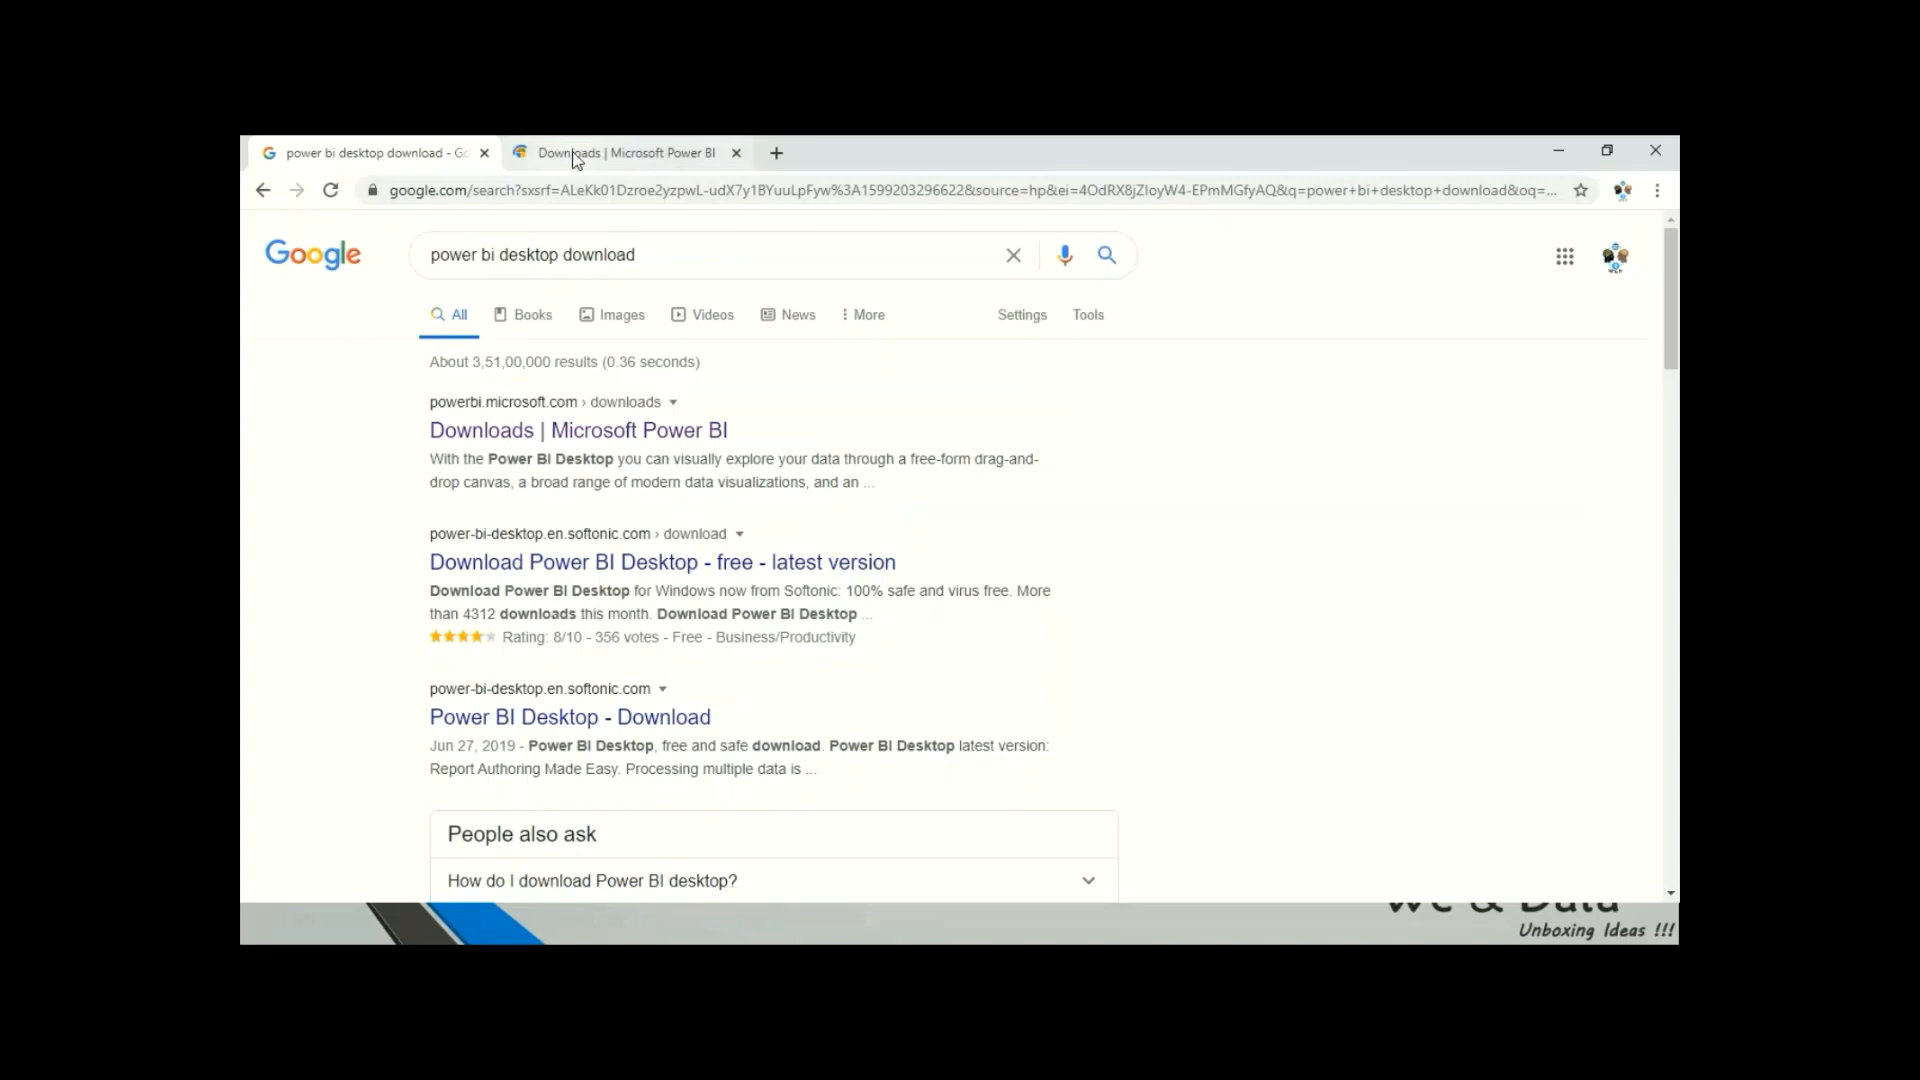 power bi desktop download - Go
Downloads | Microsoft Power BI
google.com/search?sxsrf=ALeKk01Dzroe2yzpwL-udX7y1BYuuLpFyw%3A1599203296622&source=hp&ei=4OdRX8jZIoyW4-EPmMGfyAQ&q=power+bi+desktop+download&oq=...
Google
power bi desktop download
All Books Images Videos News More Settings Tools
About 3,51,00,000 results (0.36 seconds)
powerbi.microsoft.com › downloads
Downloads | Microsoft Power BI
With the Power BI Desktop you can visually explore your data through a free-form drag-and-
drop canvas, a broad range of modern data visualizations, and an ...
power-bi-desktop.en.softonic.com › download
Download Power BI Desktop - free - latest version
Download Power BI Desktop for Windows now from Softonic: 100% safe and virus free. More
than 4312 downloads this month. Download Power BI Desktop ...
Rating: 8/10 - 356 votes - Free - Business/Productivity
power-bi-desktop.en.softonic.com
Power BI Desktop - Download
Jun 27, 2019 - Power BI Desktop, free and safe download. Power BI Desktop latest version:
Report Authoring Made Easy. Processing multiple data is ...
People also ask
How do I download Power BI desktop?
We & Data
Unboxing Ideas !!!